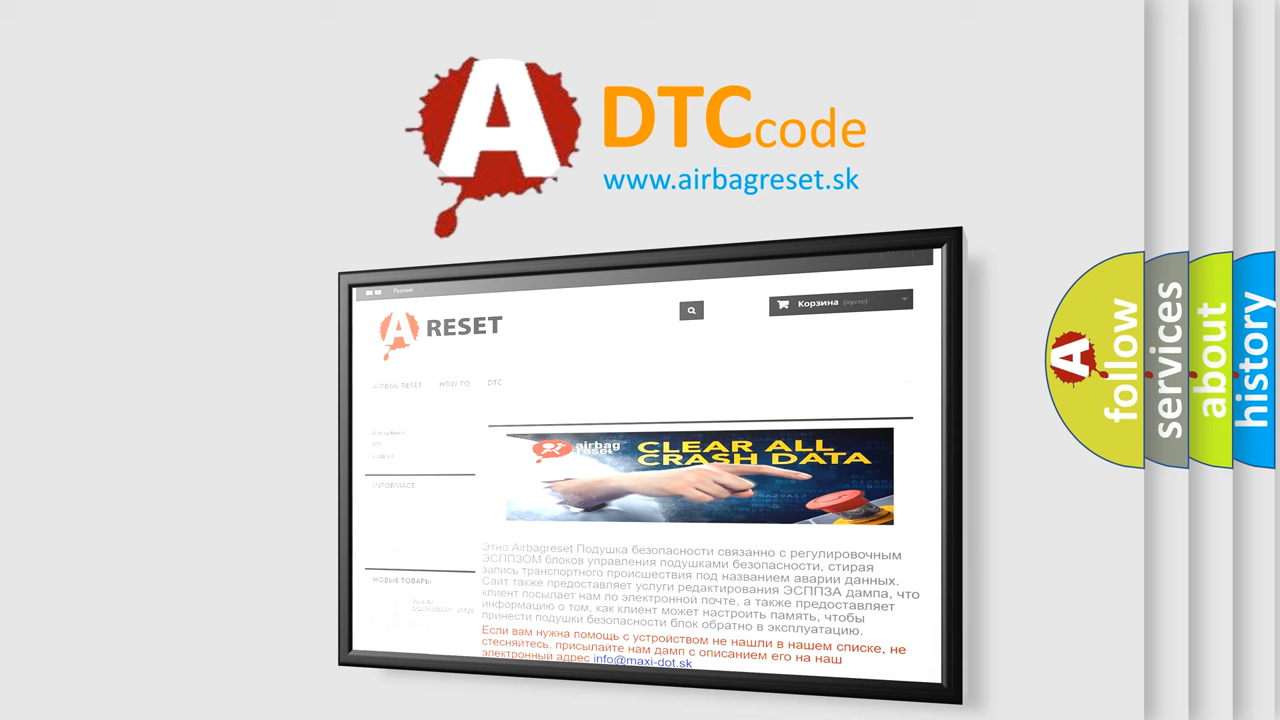 A
DTCcode
www.airbagreset.sk
Русский
Корзина (пусто)
A RESET
AIRBAG RESET HOW TO DTC
INFORMACE
НОВЫЕ ТОВАРЫ
airbag
reset
CLEAR ALL
CRASH DATA
Этно Airbagreset Подушка безопасности связанно с регулировочным
ЭСППЗОМ блоков управления подушками безопасности, стирая
запись транспортного происшествия под названием аварии данных.
Сайт также предоставляет услуги редактирования ЭСППЗА дампа, что
клиент посылает нам по электронной почте, а также предоставляет
информацию о том, как клиент может настроить память, чтобы
принести подушки безопасности блок обратно в эксплуатацию.
Если вам нужна помощь с устройством не нашли в нашем списке, не
стесняйтесь, присылайте нам дамп с описанием его на наш
электронный адрес info@maxi-dot.sk
A
follow
services
about
history